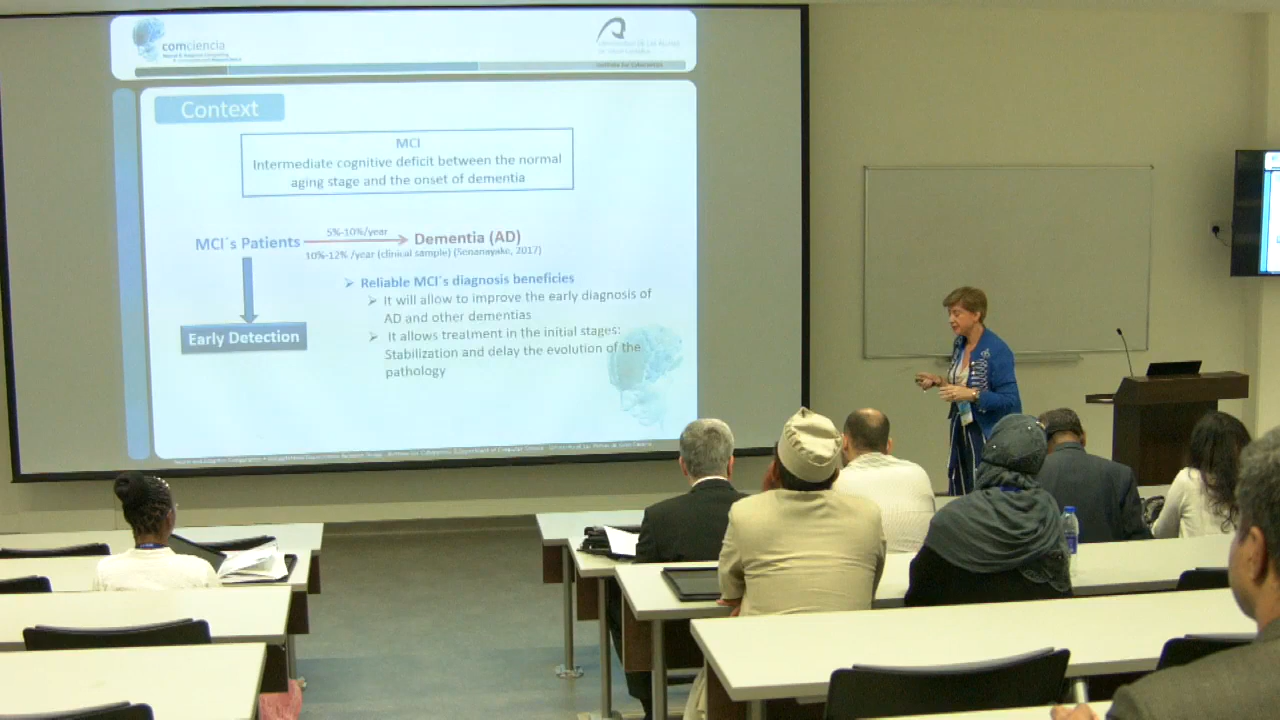 comciencia
Context
MCI
Intermediate cognitive deficit between the normal
aging stage and the onset of dementia
5%-10%/year
MCI´s Patients
Dementia (AD)
10%-12% /year (clinical sample) (Senanayake, 2017)
➢ Reliable MCI´s diagnosis beneficies
➢ It will allow to improve the early diagnosis of
AD and other dementias
➢ It allows treatment in the initial stages:
Stabilization and delay the evolution of the
pathology
Early Detection